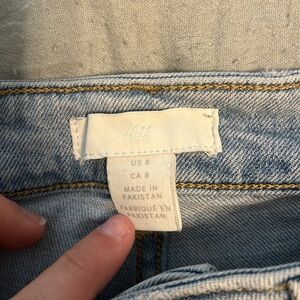 H&M
US 8
CA 8
MADE IN
PAKISTAN
FABRIQUÉ EN
PAKISTAN